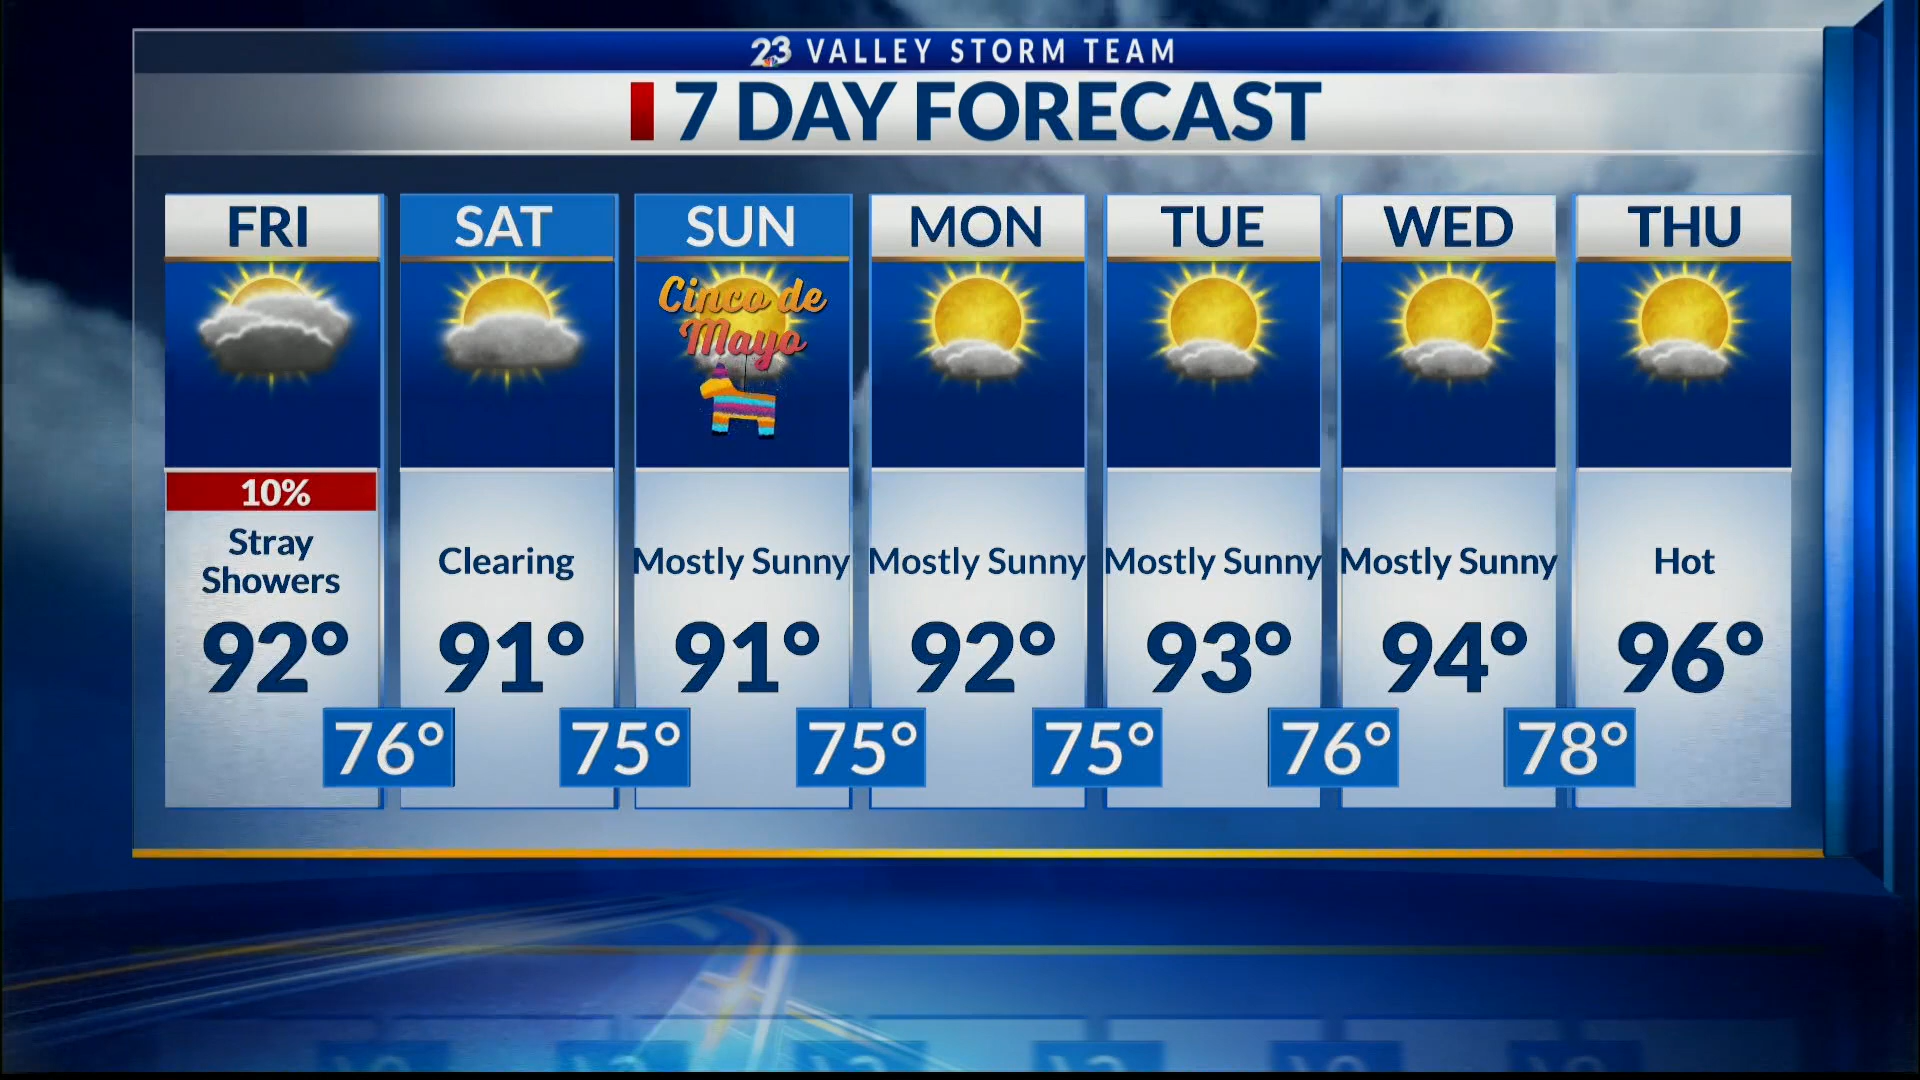 23 VALLEY STORM TEAM
7 DAY FORECAST
FRI
SAT
SUN
MON
TUE
WED
THU
Cinco de
Mayo
10%
Stray
Showers
Clearing
Mostly Sunny
Mostly Sunny
Mostly Sunny
Mostly Sunny
Hot
92°
91°
91°
92°
93°
94°
96°
76°
75°
75°
75°
76°
78°